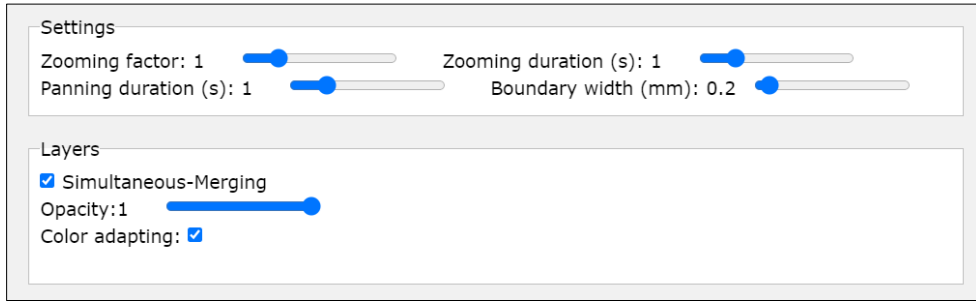 Settings
Zooming factor: 1 Zooming duration (s): 1
Panning duration (s): 1 Boundary width (mm): 0.2
Layers
Simultaneous-Merging
Opacity:1
Color adapting: